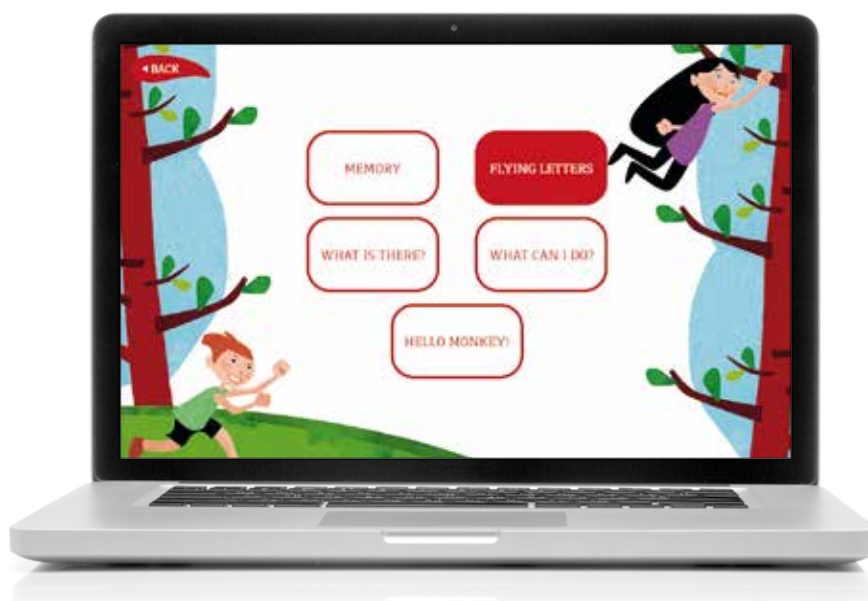 BACK
MEMORY
FLYING LETTERS
WHAT IS THERE?
WHAT CAN I DO?
HELLO MONKEY!